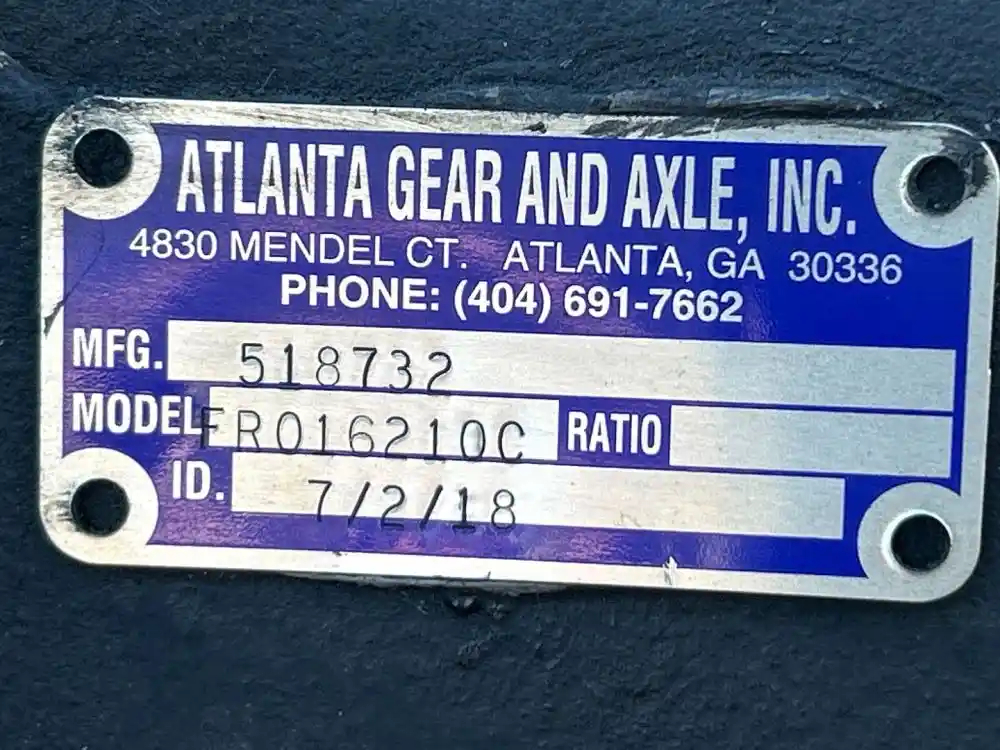 ATLANTA GEAR AND AXLE, INC.
4830 MENDEL CT. ATLANTA, GA 30336
PHONE: (404) 691-7662
MFG. 518732
MODEL FRO16210C RATIO
ID. 7/2/18